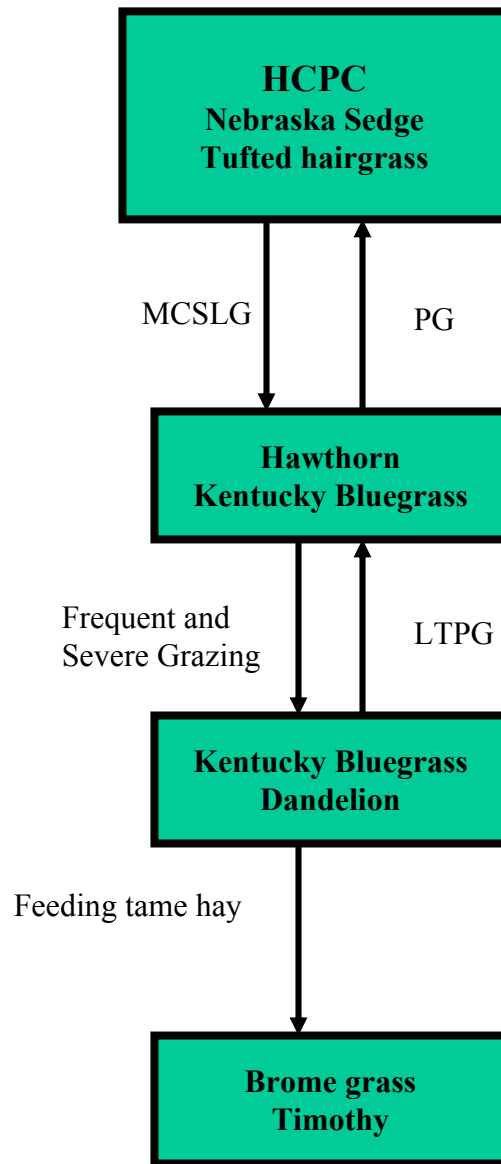 HCPC
Nebraska Sedge
Tufted hairgrass
MCSLG
PG
Hawthorn
Kentucky Bluegrass
Frequent and
Severe Grazing
LTPG
Kentucky Bluegrass
Dandelion
Feeding tame hay
Brome grass
Timothy